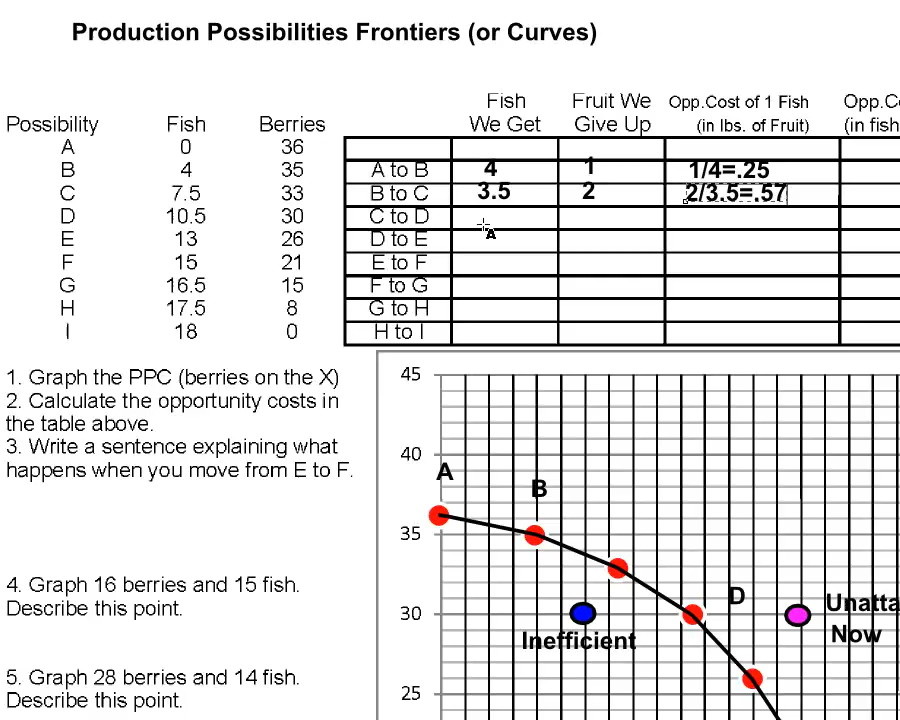 Production Possibilities Frontiers (or Curves)
Fish Fruit We Opp.Cost of 1 Fish Opp.C
Possibility Fish Berries We Get Give Up (in lbs. of Fruit) (in fish
A 0 36
B 4 35 A to B 4 1 1/4=.25
C 7.5 33 B to C 3.5 2 2/3.5=.57
D 10.5 30 C to D
E 13 26 D to E
F 15 21 E to F
G 16.5 15 F to G
H 17.5 8 G to H
I 18 0 H to I
1. Graph the PPC (berries on the X)
2. Calculate the opportunity costs in
the table above.
3. Write a sentence explaining what
happens when you move from E to F.
4. Graph 16 berries and 15 fish.
Describe this point.
5. Graph 28 berries and 14 fish.
Describe this point.
45
40
A
B
35
D
30
Unatta
Now
Inefficient
25
A